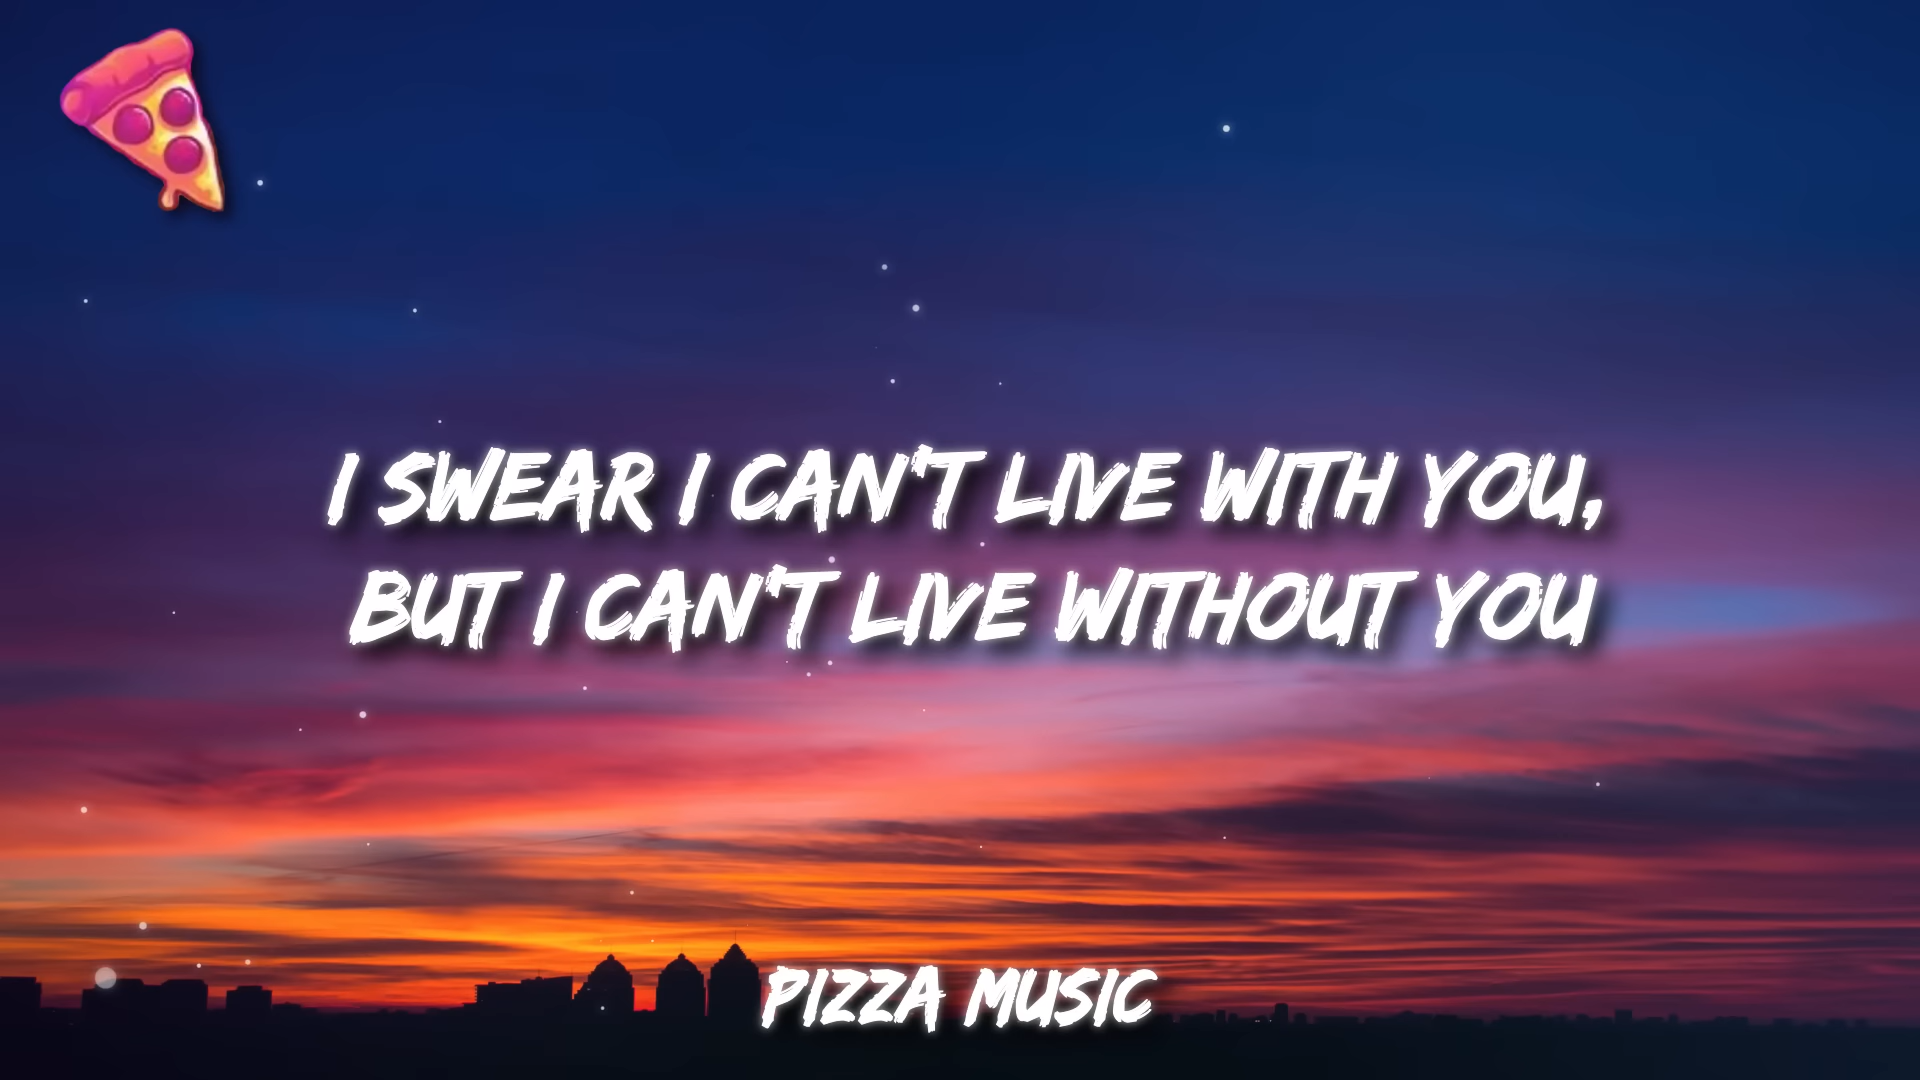 I SWEAR I CAN'T LIVE WITH YOU,
BUT I CAN'T LIVE WITHOUT YOU
PIZZA MUSIC